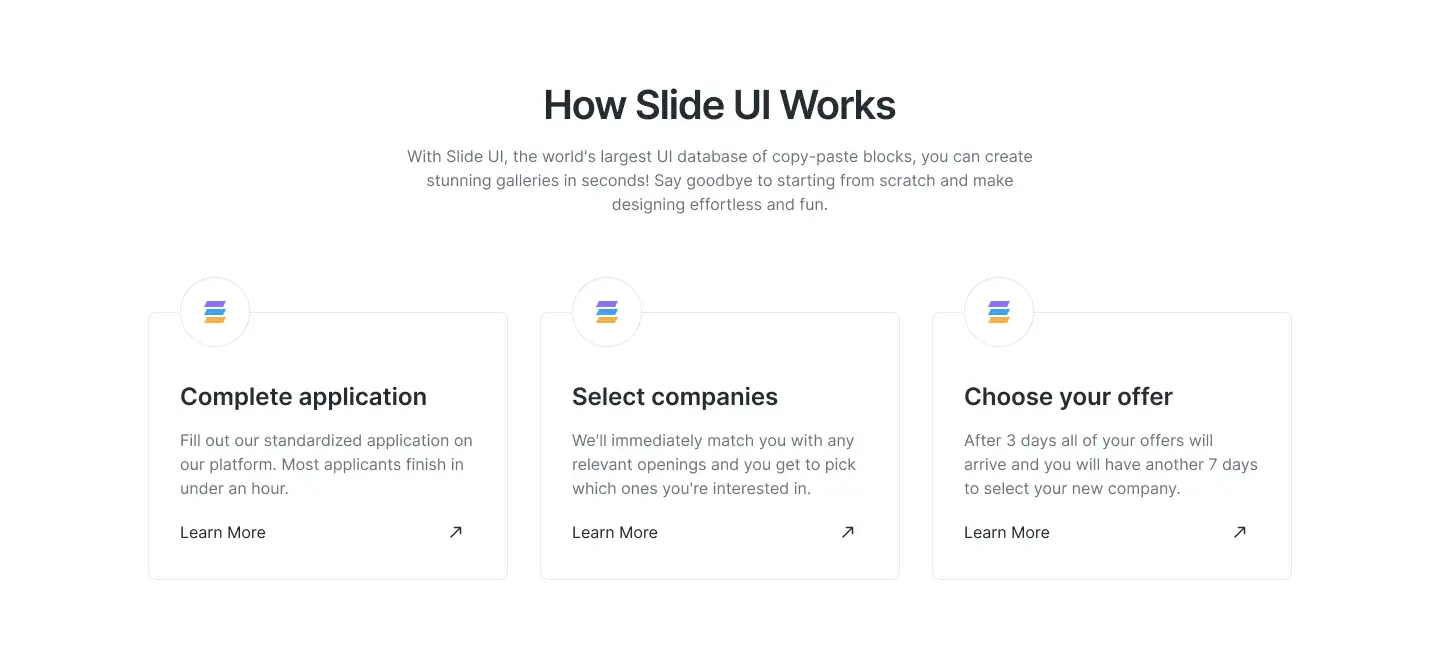 How Slide UI Works
With Slide UI, the world's largest UI database of copy-paste blocks, you can create
stunning galleries in seconds! Say goodbye to starting from scratch and make
designing effortless and fun.
Complete application
Fill out our standardized application on
our platform. Most applicants finish in
under an hour.
Learn More
Select companies
We'll immediately match you with any
relevant openings and you get to pick
which ones you're interested in.
Learn More
Choose your offer
After 3 days all of your offers will
arrive and you will have another 7 days
to select your new company.
Learn More